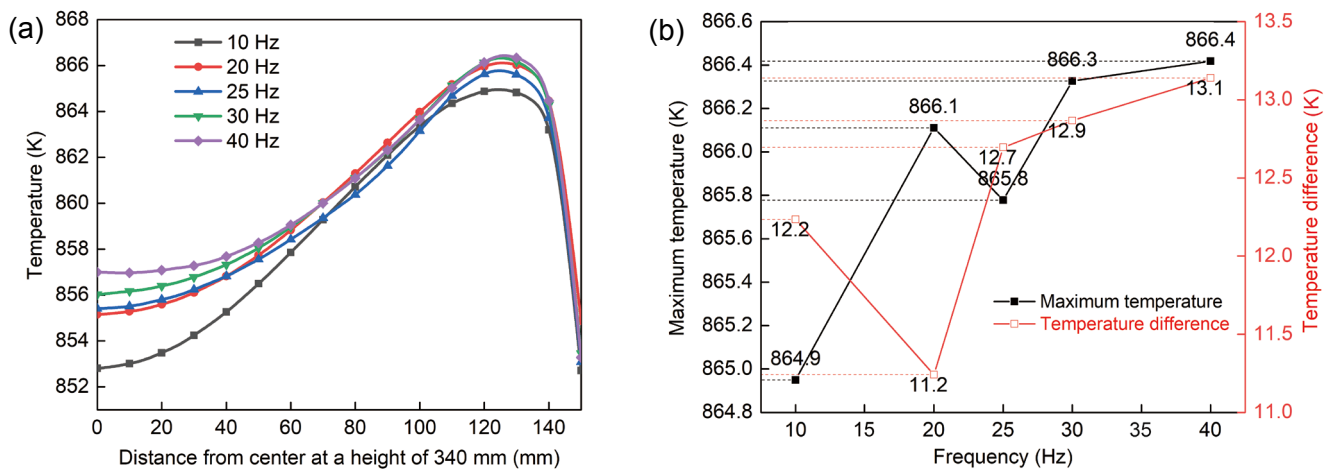 (a)
868
866
864
862
860
858
856
854
852
Temperature (K)
10 Hz
20 Hz
25 Hz
30 Hz
40 Hz
0 20 40 60 80 100 120 140
Distance from center at a height of 340 mm (mm)
(b)
866.6
866.4
866.2
866.0
865.8
865.6
865.4
865.2
865.0
864.8
Maximum temperature (K)
864.9
866.1
865.8
866.3
866.4
12.2
11.2
12.7
12.9
13.1
Maximum temperature
Temperature difference
13.5
13.0
12.5
12.0
11.5
11.0
Temperature difference (K)
10 15 20 25 30 35 40
Frequency (Hz)